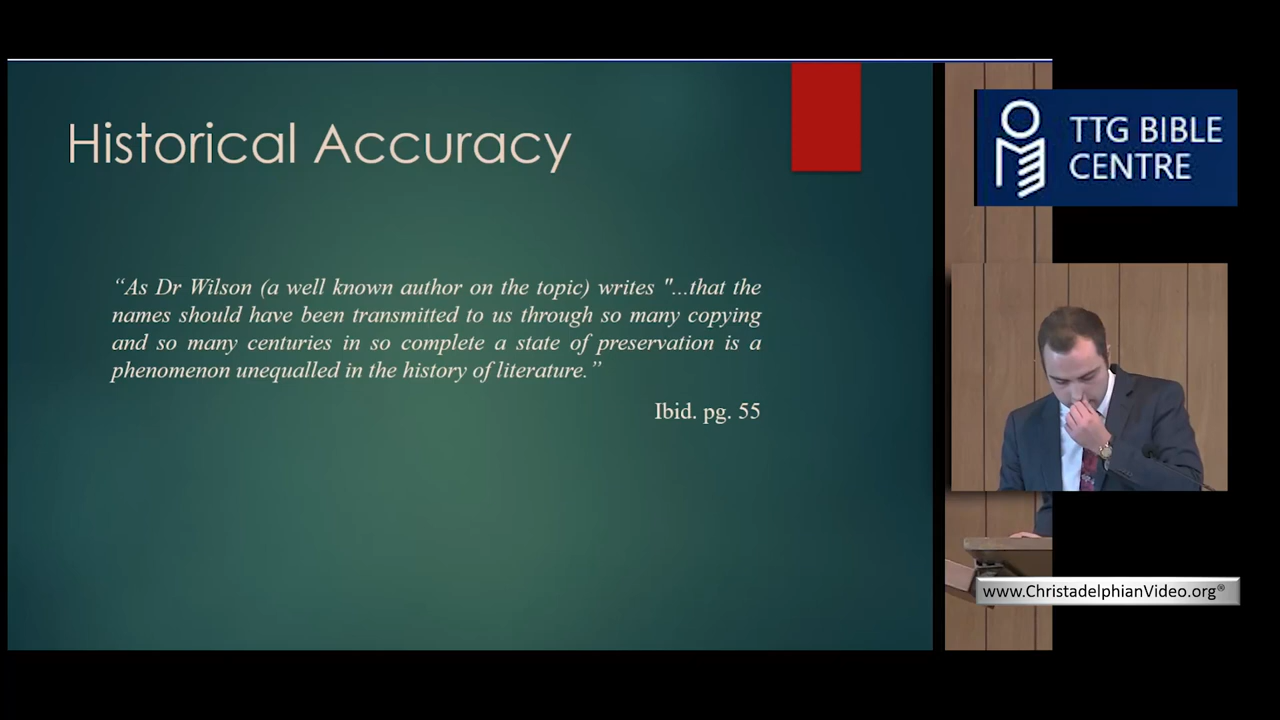 Historical Accuracy
“As Dr Wilson (a well known author on the topic) writes "...that the
names should have been transmitted to us through so many copying
and so many centuries in so complete a state of preservation is a
phenomenon unequalled in the history of literature.”
Ibid. pg. 55
TTG BIBLE
CENTRE
www.ChristadelphianVideo.org®